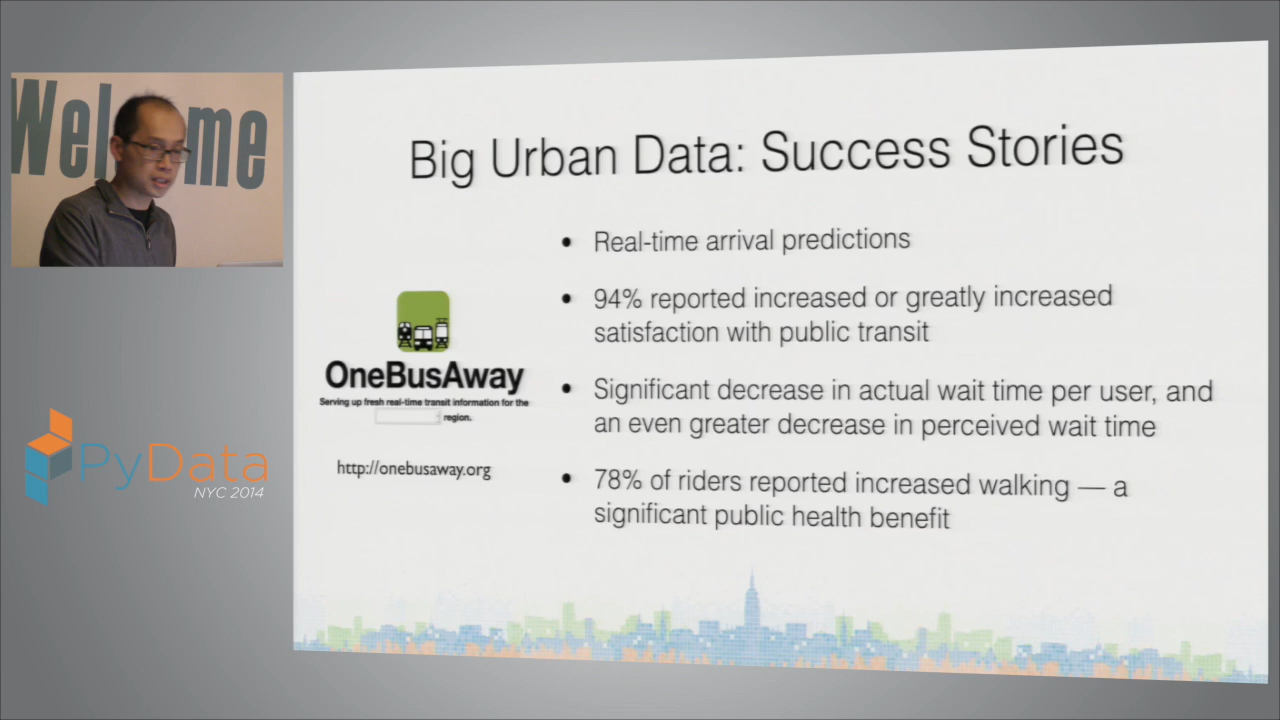 Welcome
PyData
NYC 2014
Big Urban Data: Success Stories
OneBusAway
Serving up fresh real-time transit information for the
region.
http://onebusaway.org
• Real-time arrival predictions
• 94% reported increased or greatly increased
satisfaction with public transit
• Significant decrease in actual wait time per user, and
an even greater decrease in perceived wait time
• 78% of riders reported increased walking — a
significant public health benefit